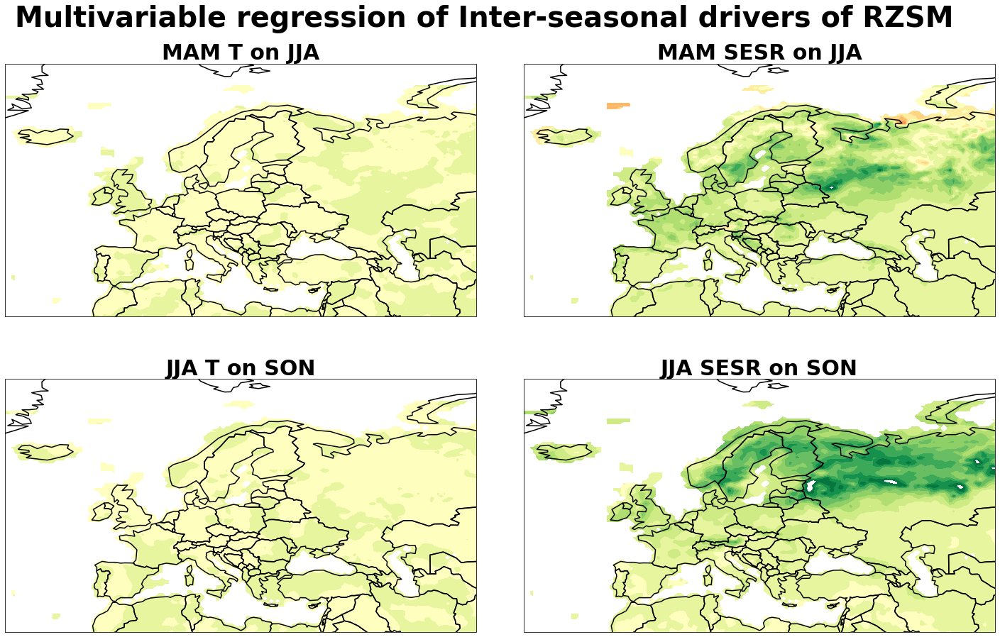 Multivariable regression of Inter-seasonal drivers of RZSM
MAM T on JJA
MAM SESR on JJA
JJA T on SON
JJA SESR on SON